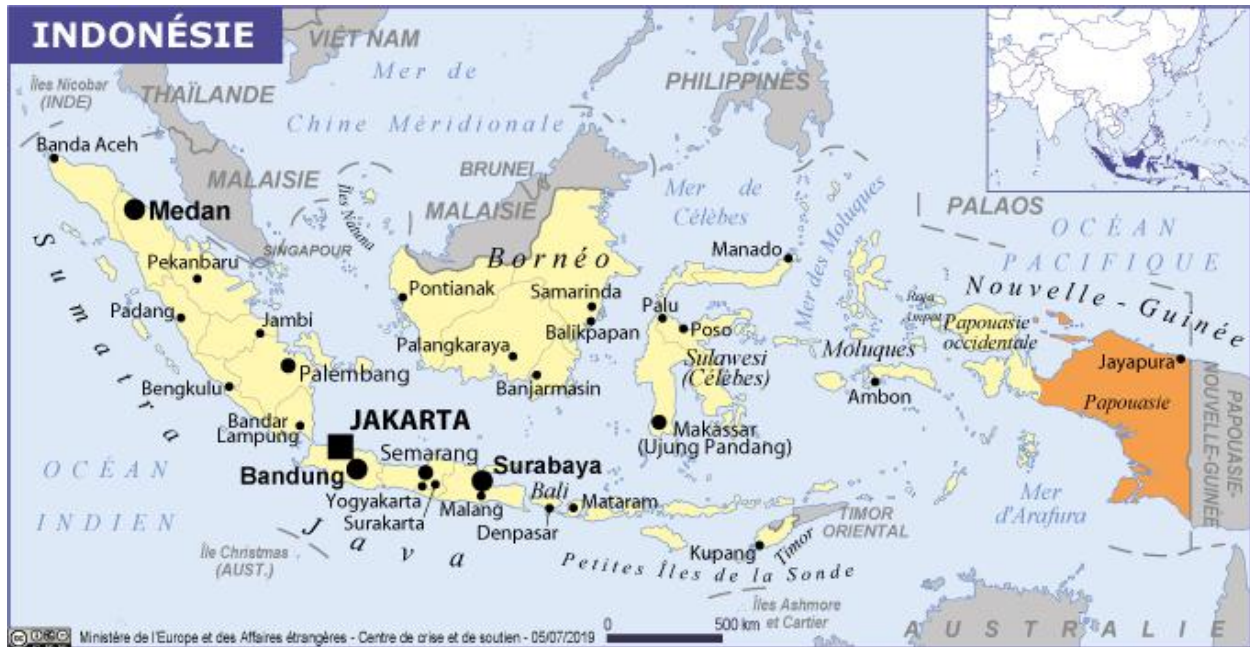 INDONÉSIE
VIÊT NAM
Mer de
Chine Méridionale
PHILIPPINES
Îles Nicobar
(INDE)
THAÏLANDE
Banda Aceh
MALAISIE
Îles Natuna
BRUNEI
MALAISIE
Mer de
Célèbes
Mer des Moluques
PALAOS
OCÉAN
PACIFIQUE
Medan
SINGAPOUR
Sumatra
Pekanbaru
Padang
Jambi
Bengkulu
Palembang
Bandar
Lampung
Bornéo
Pontianak
Samarinda
Balikpapan
Palangkaraya
Banjarmasin
Manado
Palu
Poso
Sulawesi
(Célèbes)
Makassar
(Ujung Pandang)
Moluques
Ambon
Raja
Ampat
Nouvelle-Guinée
Papouasie
occidentale
Jayapura
Papouasie
PAPOUASIE-
NOUVELLE-GUINÉE
OCÉAN
INDIEN
JAKARTA
Bandung
Semarang
Surabaya
Yogyakarta
Surakarta
Malang
Java
Bali
Mataram
Denpasar
Kupang
Timor
TIMOR
ORIENTAL
Mer
d'Arafura
Île Christmas
(AUST.)
Petites Îles de la Sonde
Îles Ashmore
et Cartier
AUSTRALIE
0 500 km
Ministère de l'Europe et des Affaires étrangères - Centre de crise et de soutien - 05/07/2019